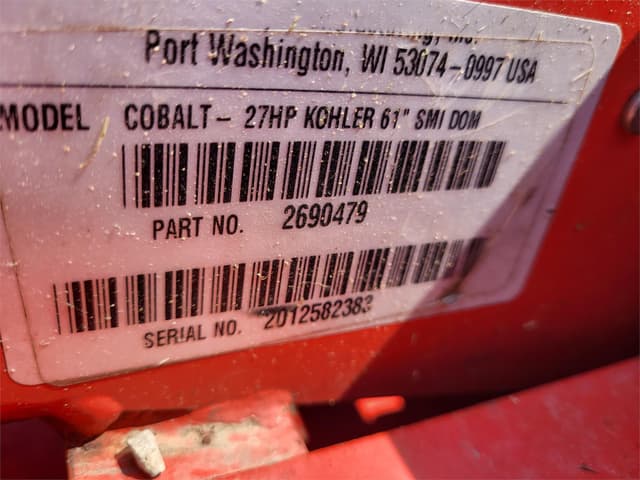 Port Washington, WI 53074-0997 USA
MODEL COBALT- 27HP KOHLER 61" SMI DOM
PART NO. 2690479
SERIAL NO. 2012582383